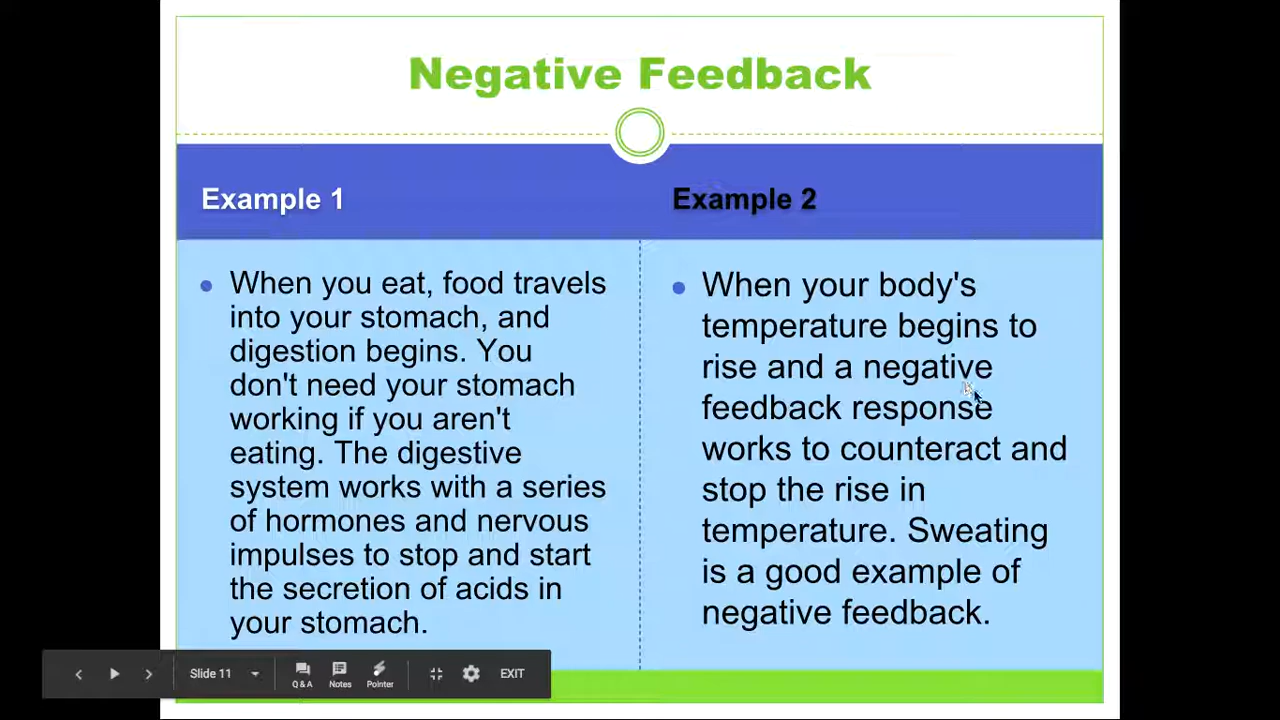 Negative Feedback
Example 1
When you eat, food travels
into your stomach, and
digestion begins. You
don't need your stomach
working if you aren't
eating. The digestive
system works with a series
of hormones and nervous
impulses to stop and start
the secretion of acids in
your stomach.
Example 2
When your body's
temperature begins to
rise and a negative
feedback response
works to counteract and
stop the rise in
temperature. Sweating
is a good example of
negative feedback.
Slide 11
Q & A
Notes
Pointer
EXIT